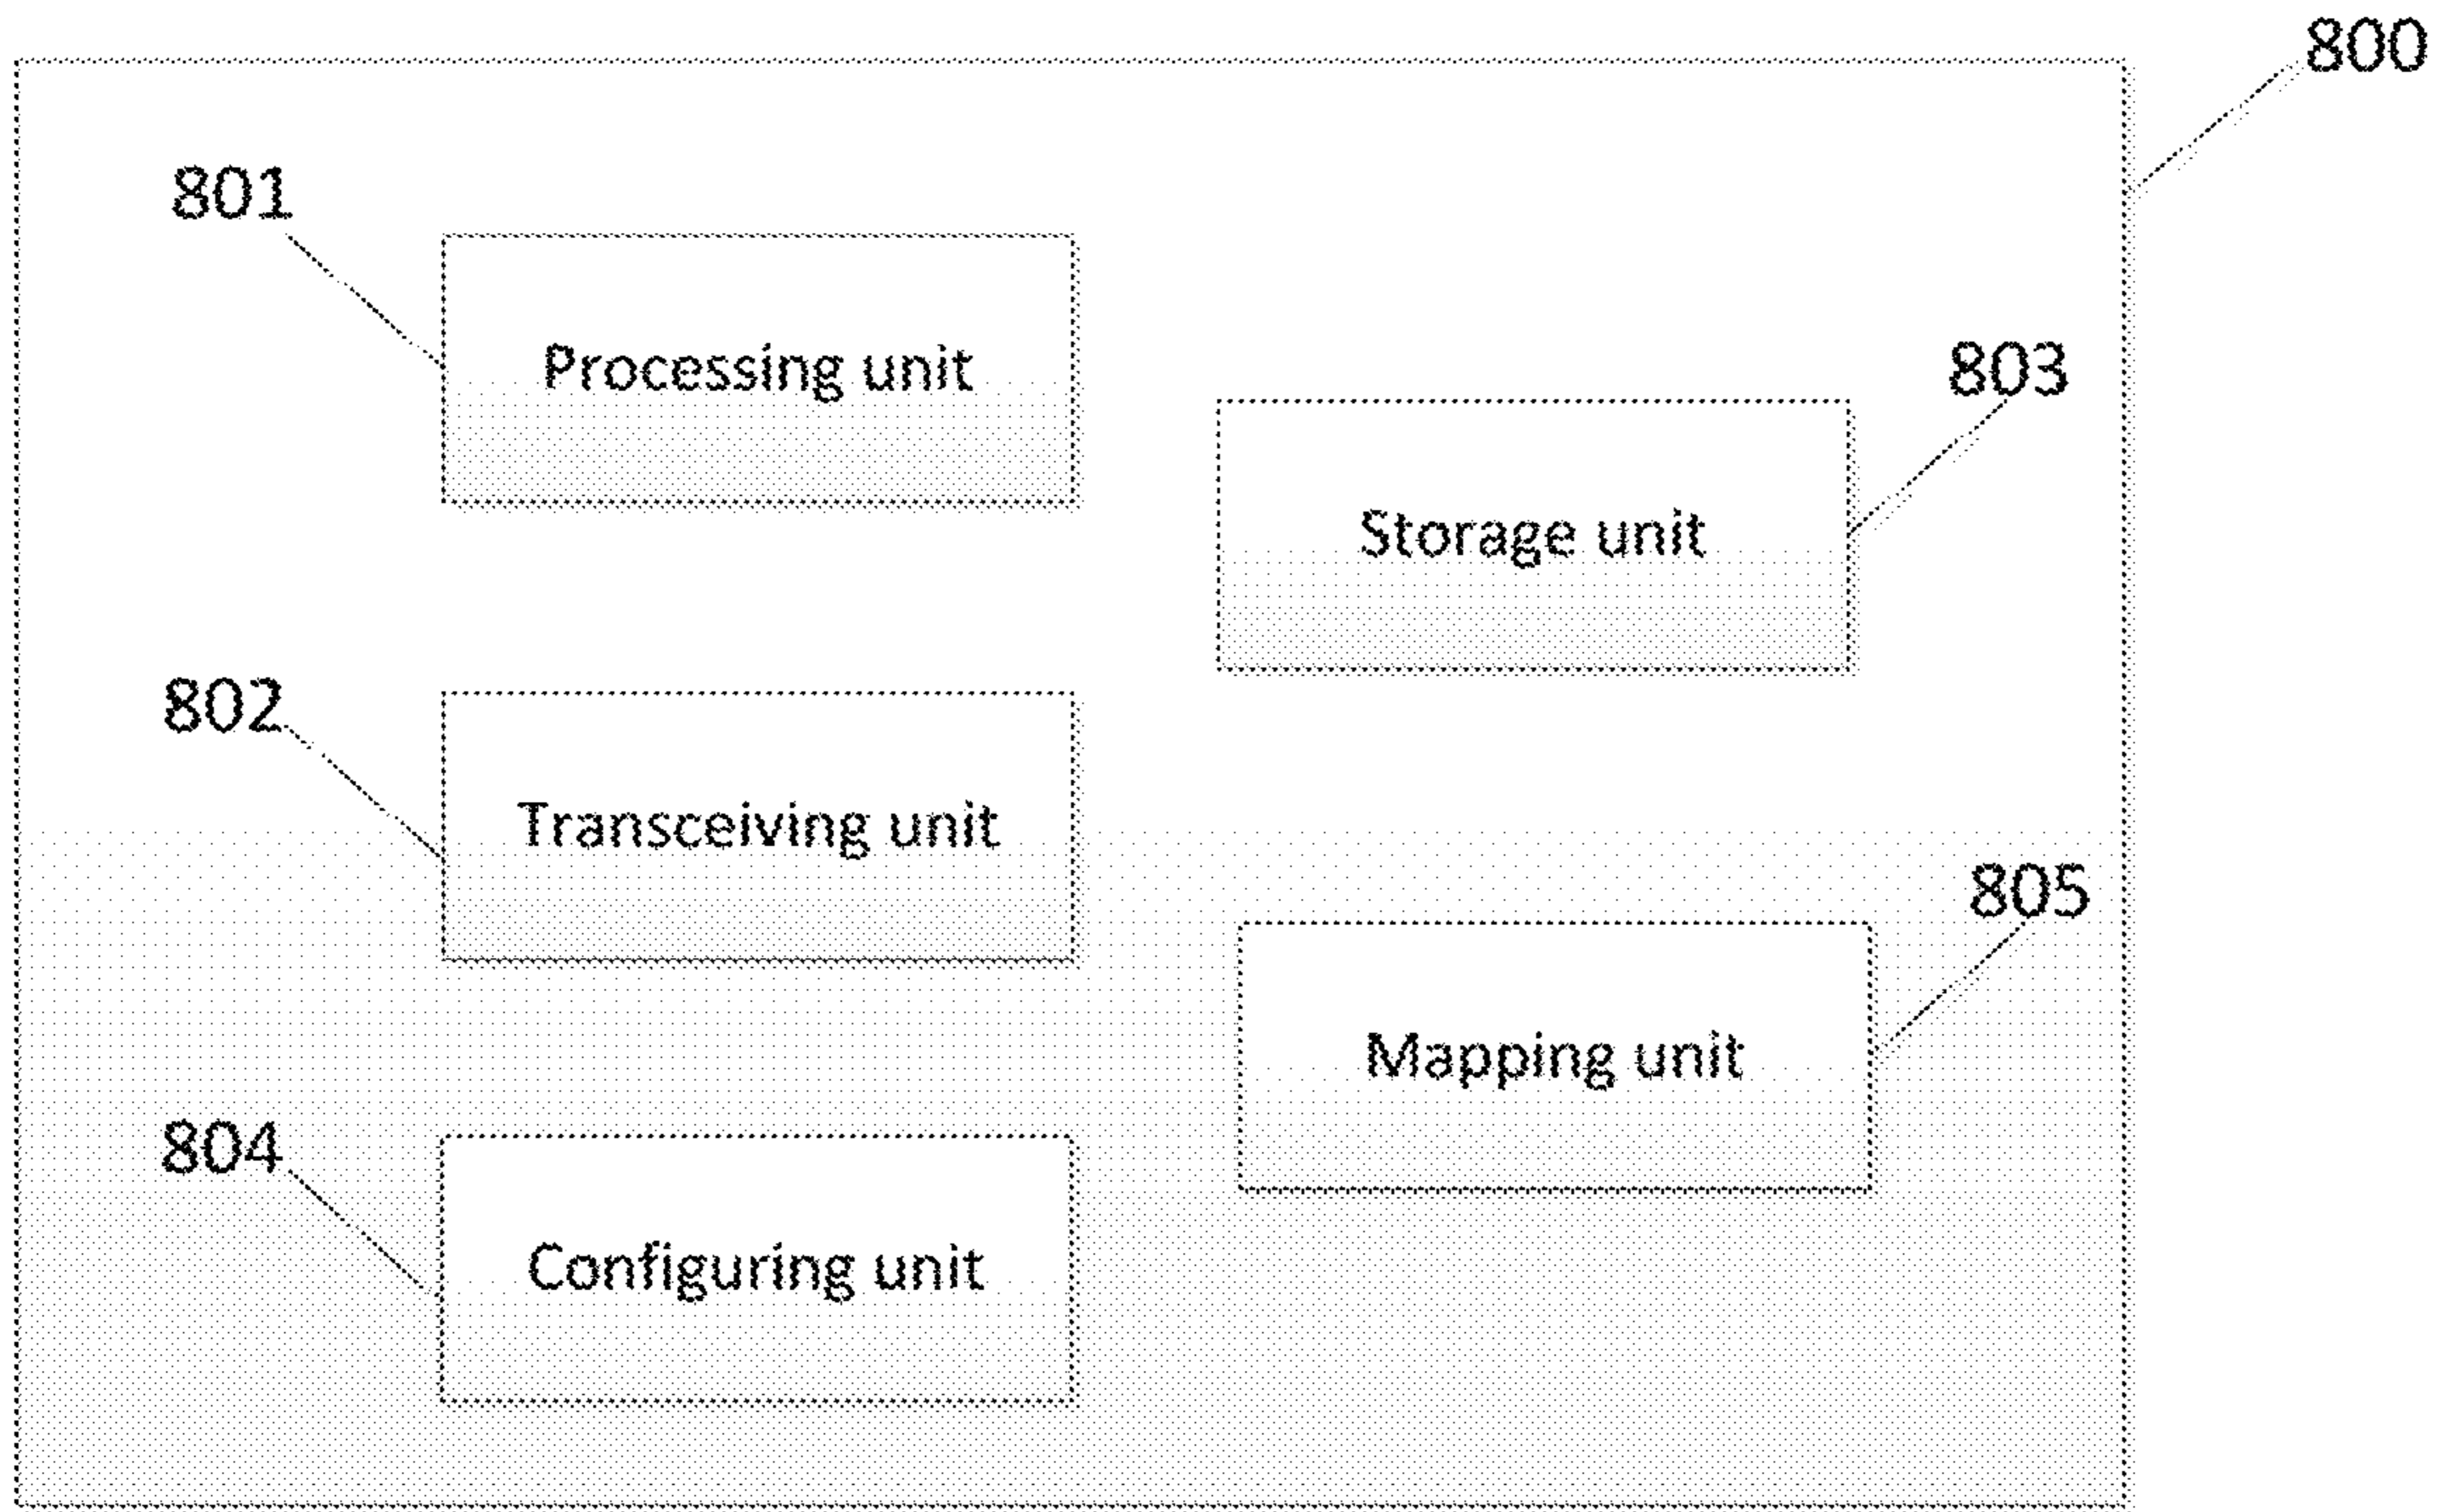 800
801
Processing unit
803
Storage unit
802
Transceiving unit
805
Mapping unit
804
Configuring unit